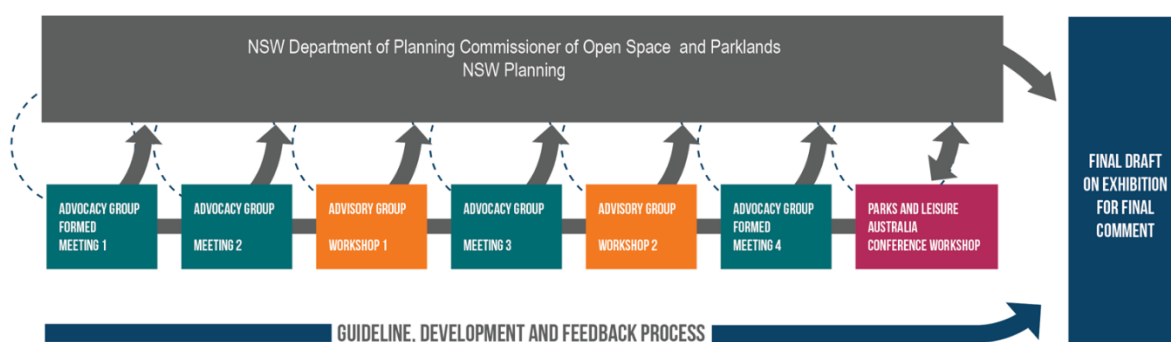 NSW Department of Planning Commissioner of Open Space and Parklands
NSW Planning
ADVOCACY GROUP
FORMED
MEETING 1
ADVOCACY GROUP
MEETING 2
ADVISORY GROUP
WORKSHOP 1
ADVOCACY GROUP
MEETING 3
ADVISORY GROUP
WORKSHOP 2
ADVOCACY GROUP
FORMED
MEETING 4
PARKS AND LEISURE
AUSTRALIA
CONFERENCE WORKSHOP
FINAL DRAFT
ON EXHIBITION
FOR FINAL
COMMENT
GUIDELINE, DEVELOPMENT AND FEEDBACK PROCESS